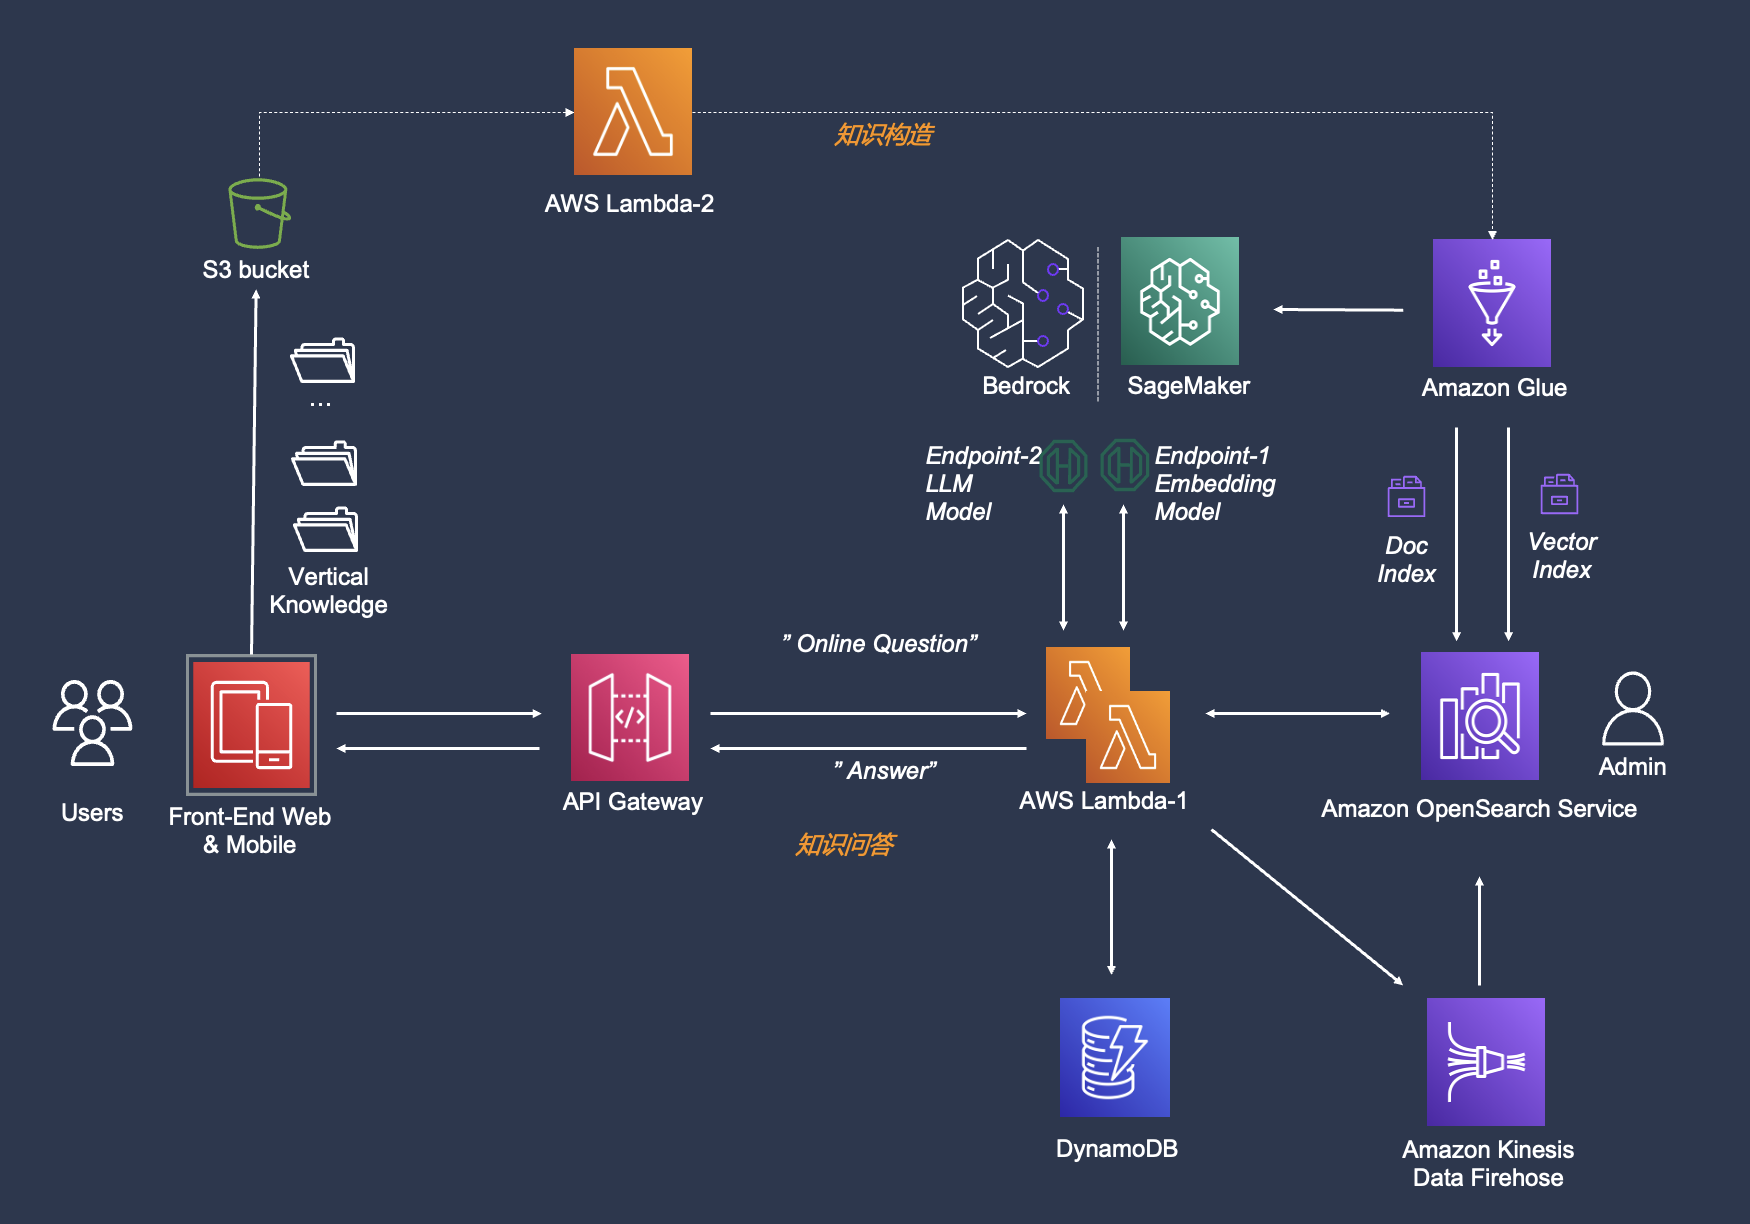 知识构造
AWS Lambda-2
S3 bucket
...
Vertical
Knowledge
Bedrock
SageMaker
Amazon Glue
Endpoint-2
LLM
Model
Endpoint-1
Embedding
Model
Doc
Index
Vector
Index
” Online Question”
” Answer”
Users
Front-End Web
& Mobile
API Gateway
AWS Lambda-1
Amazon OpenSearch Service
Admin
知识问答
DynamoDB
Amazon Kinesis
Data Firehose